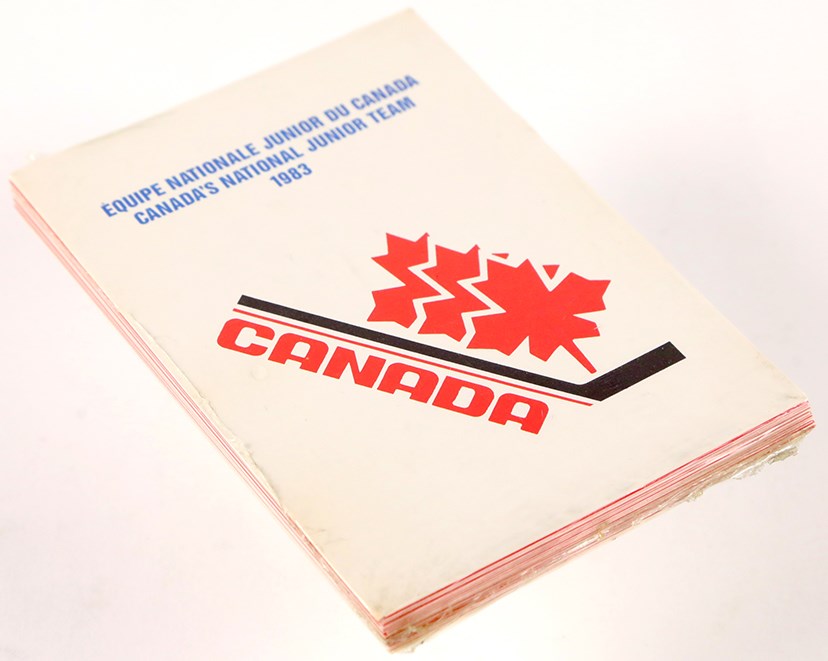 ÉQUIPE NATIONALE JUNIOR DU CANADA
CANADA'S NATIONAL JUNIOR TEAM
1983
CANADA